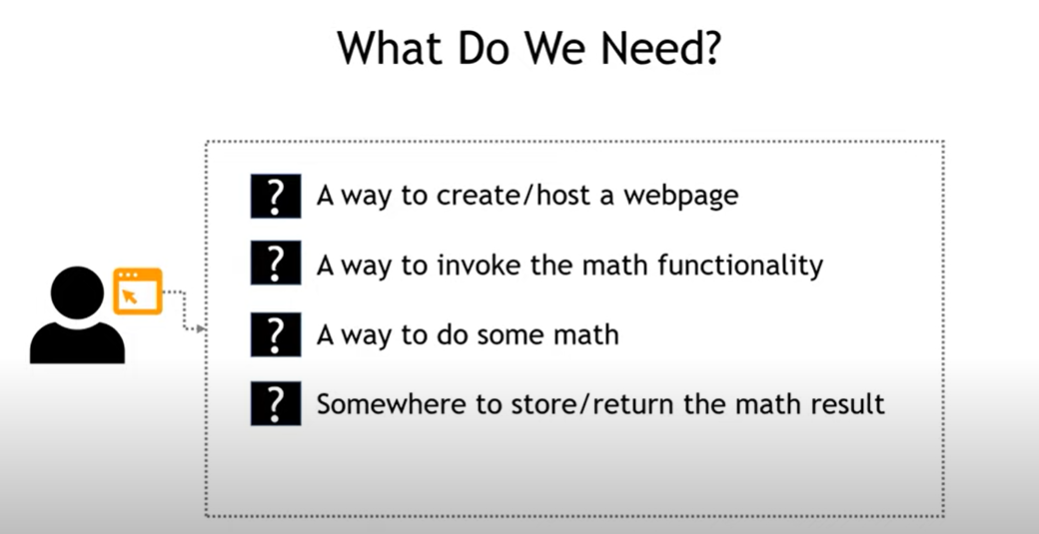 What Do We Need?
? A way to create/host a webpage
? A way to invoke the math functionality
? A way to do some math
? Somewhere to store/return the math result